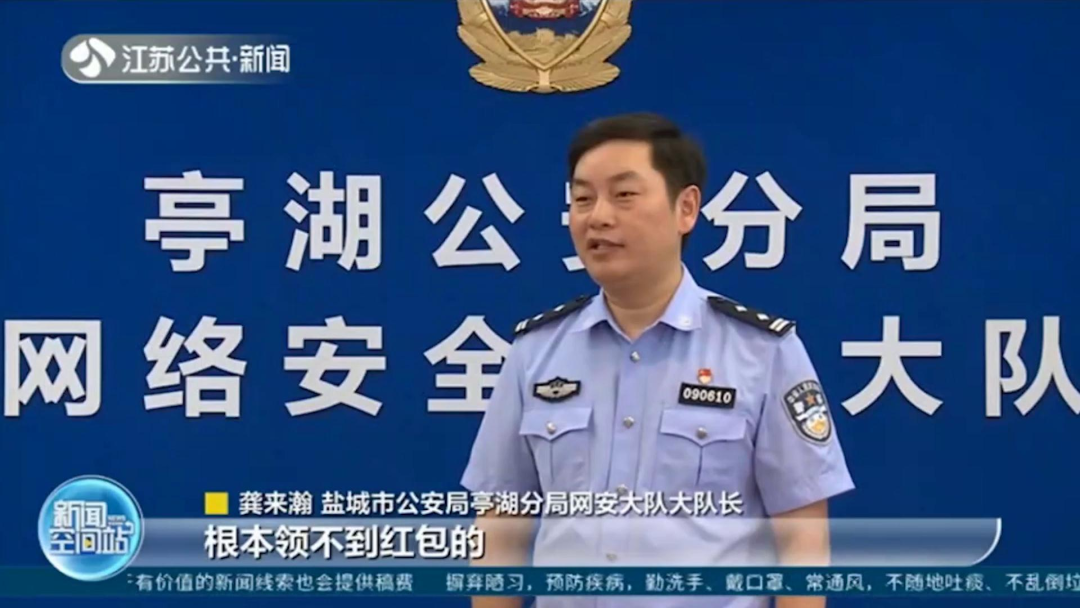 江苏公共·新闻
亭湖公 分局
网络安全 大队
090610
龚来瀚 盐城市公安局亭湖分局网安大队大队长
根本领不到红包的
新闻
NEWS
空间站
有价值的新闻线索也会提供稿费 摒弃陋习，预防疾病，勤洗手、戴口罩、常通风，不随地吐痰、不乱倒垃